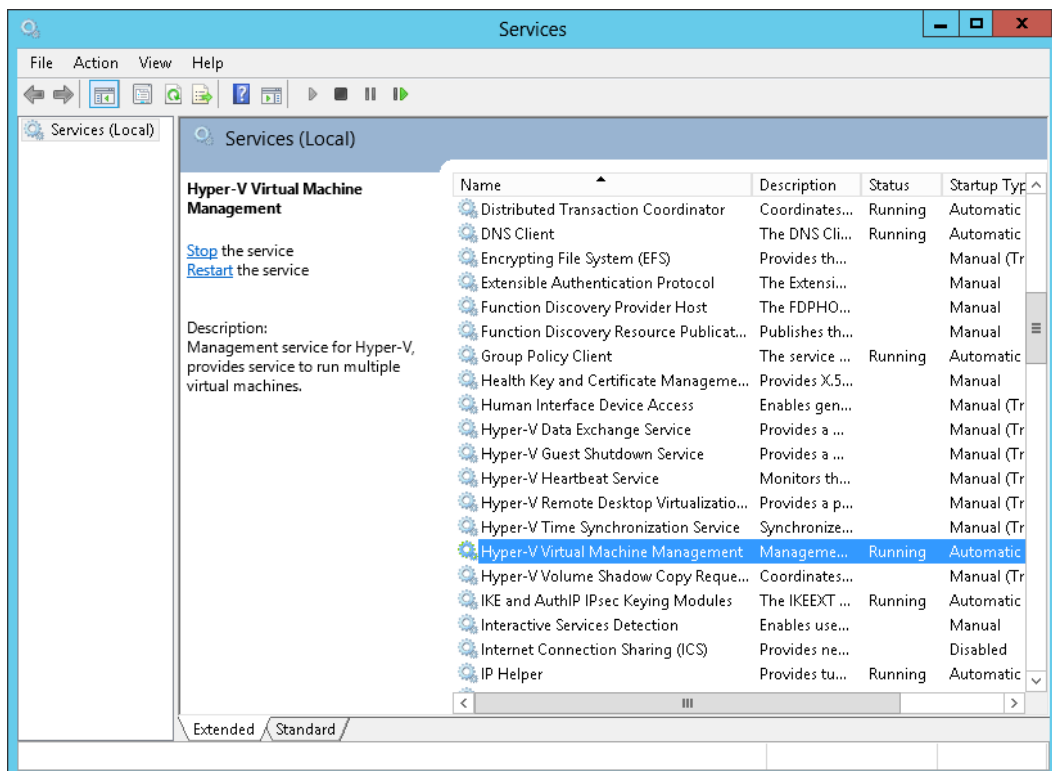 Services
File Action View Help
Services (Local)
Services (Local)
Hyper-V Virtual Machine
Management
Stop the service
Restart the service
Description:
Management service for Hyper-V,
provides service to run multiple
virtual machines.
Name Description Status Startup Typ
Distributed Transaction Coordinator Coordinates... Running Automatic
DNS Client The DNS Cli... Running Automatic
Encrypting File System (EFS) Provides th... Manual (Tr
Extensible Authentication Protocol The Extensi... Manual
Function Discovery Provider Host The FDPHO... Manual
Function Discovery Resource Publicat... Publishes th... Manual
Group Policy Client The service ... Running Automatic
Health Key and Certificate Manageme... Provides X.5... Manual
Human Interface Device Access Enables gen... Manual (Tr
Hyper-V Data Exchange Service Provides a ... Manual (Tr
Hyper-V Guest Shutdown Service Provides a ... Manual (Tr
Hyper-V Heartbeat Service Monitors th... Manual (Tr
Hyper-V Remote Desktop Virtualizatio... Provides a p... Manual (Tr
Hyper-V Time Synchronization Service Synchronize... Manual (Tr
Hyper-V Virtual Machine Management Manageme... Running Automatic
Hyper-V Volume Shadow Copy Reque... Coordinates... Manual (Tr
IKE and AuthIP IPsec Keying Modules The IKEEXT ... Running Automatic
Interactive Services Detection Enables use... Manual
Internet Connection Sharing (ICS) Provides ne... Disabled
IP Helper Provides tu... Running Automatic
Extended Standard